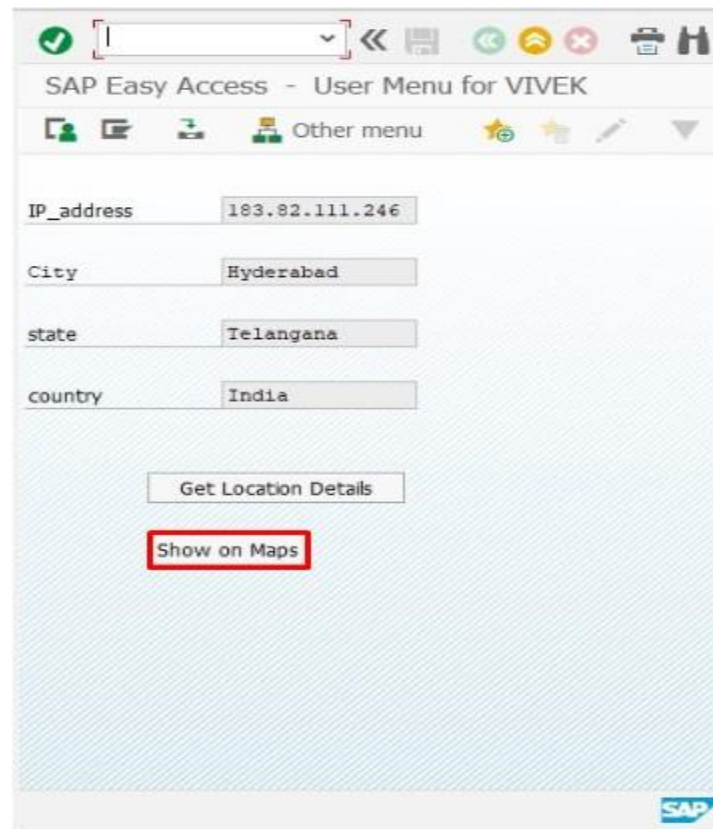 SAP Easy Access - User Menu for VIVEK
Other menu
IP_address 183.82.111.246
City Hyderabad
state Telangana
country India
Get Location Details
Show on Maps
SAP